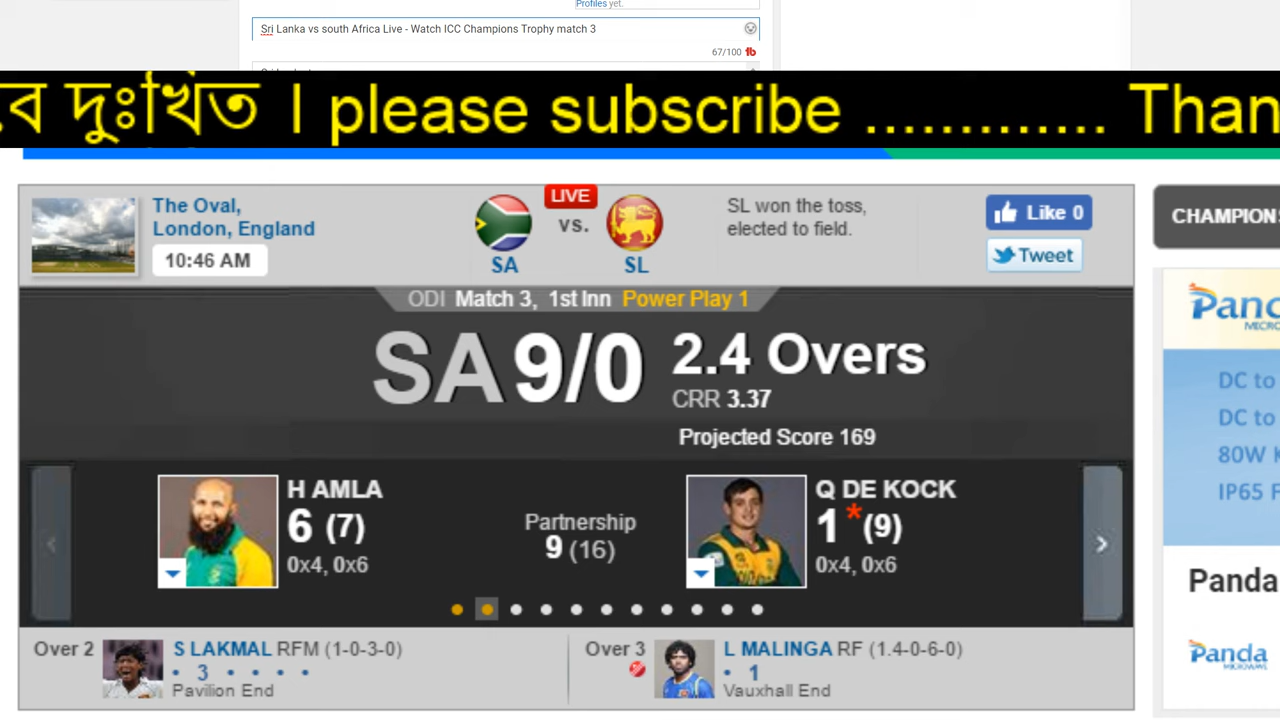 Profiles yet.
Sri Lanka vs south Africa Live - Watch ICC Champions Trophy match 3
67/100
দুঃখিত I please subscribe ............. Than
The Oval,
London, England
10:46 AM
LIVE
vs.
SA
SL
SL won the toss,
elected to field.
Like 0
Tweet
CHAMPION
ODI Match 3, 1st Inn Power Play 1
SA 9/0
2.4 Overs
CRR 3.37
Projected Score 169
H AMLA
6 (7)
0x4, 0x6
Partnership
9 (16)
Q DE KOCK
1* (9)
0x4, 0x6
Over 2
S LAKMAL RFM (1-0-3-0)
• 3 • • • •
Pavilion End
Over 3
L MALINGA RF (1.4-0-6-0)
• 1
Vauxhall End
Panda
MICRO
DC to
DC to
80W
IP65 F
Panda
Panda
MICROWAVE